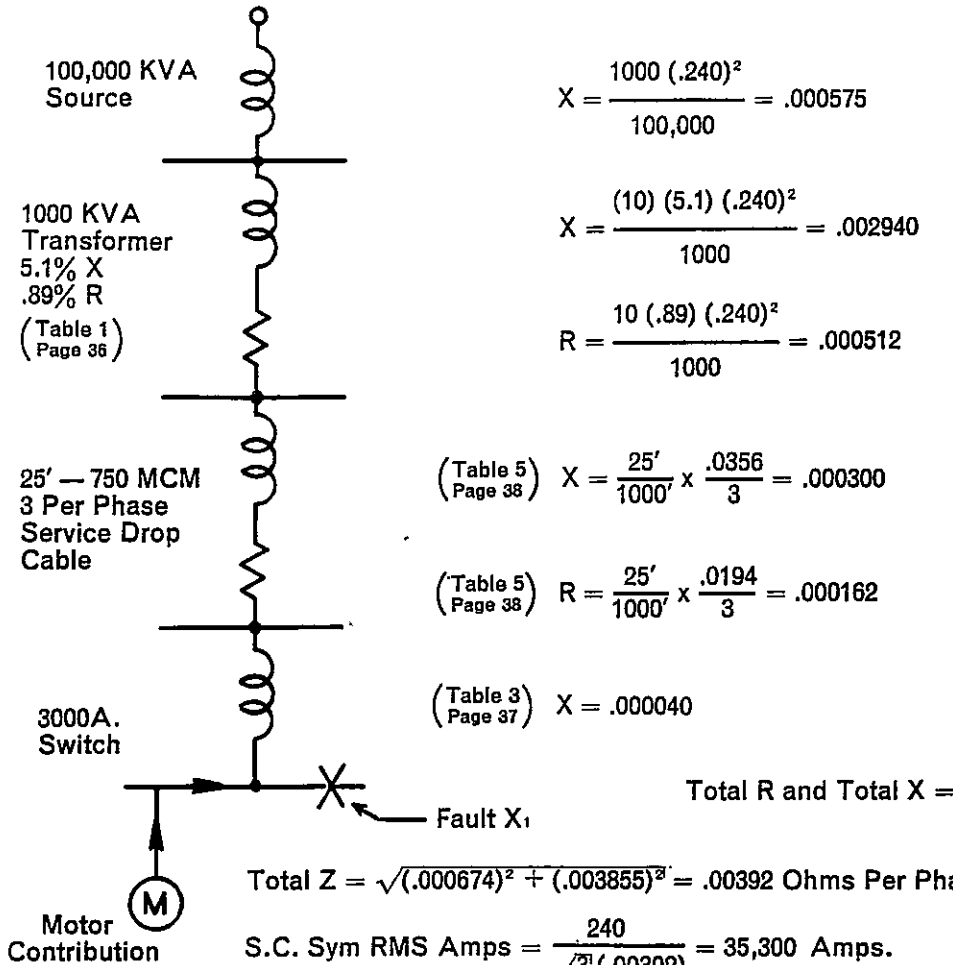 100,000 KVA
Source
X = 1000 (.240)² / 100,000 = .000575
1000 KVA
Transformer
5.1% X
.89% R
(Table 1 Page 36)
X = (10) (5.1) (.240)² / 1000 = .002940
R = 10 (.89) (.240)² / 1000 = .000512
25′ — 750 MCM
3 Per Phase
Service Drop
Cable
(Table 5 Page 38) X = 25′ / 1000′ x .0356 / 3 = .000300
(Table 5 Page 38) R = 25′ / 1000′ x .0194 / 3 = .000162
3000A.
Switch
(Table 3 Page 37) X = .000040
Fault X₁
Total R and Total X =
M
Motor
Contribution
Total Z = √(.000674)² + (.003855)² = .00392 Ohms Per Pha
S.C. Sym RMS Amps = 240 / √3 (.00392) = 35,300 Amps.